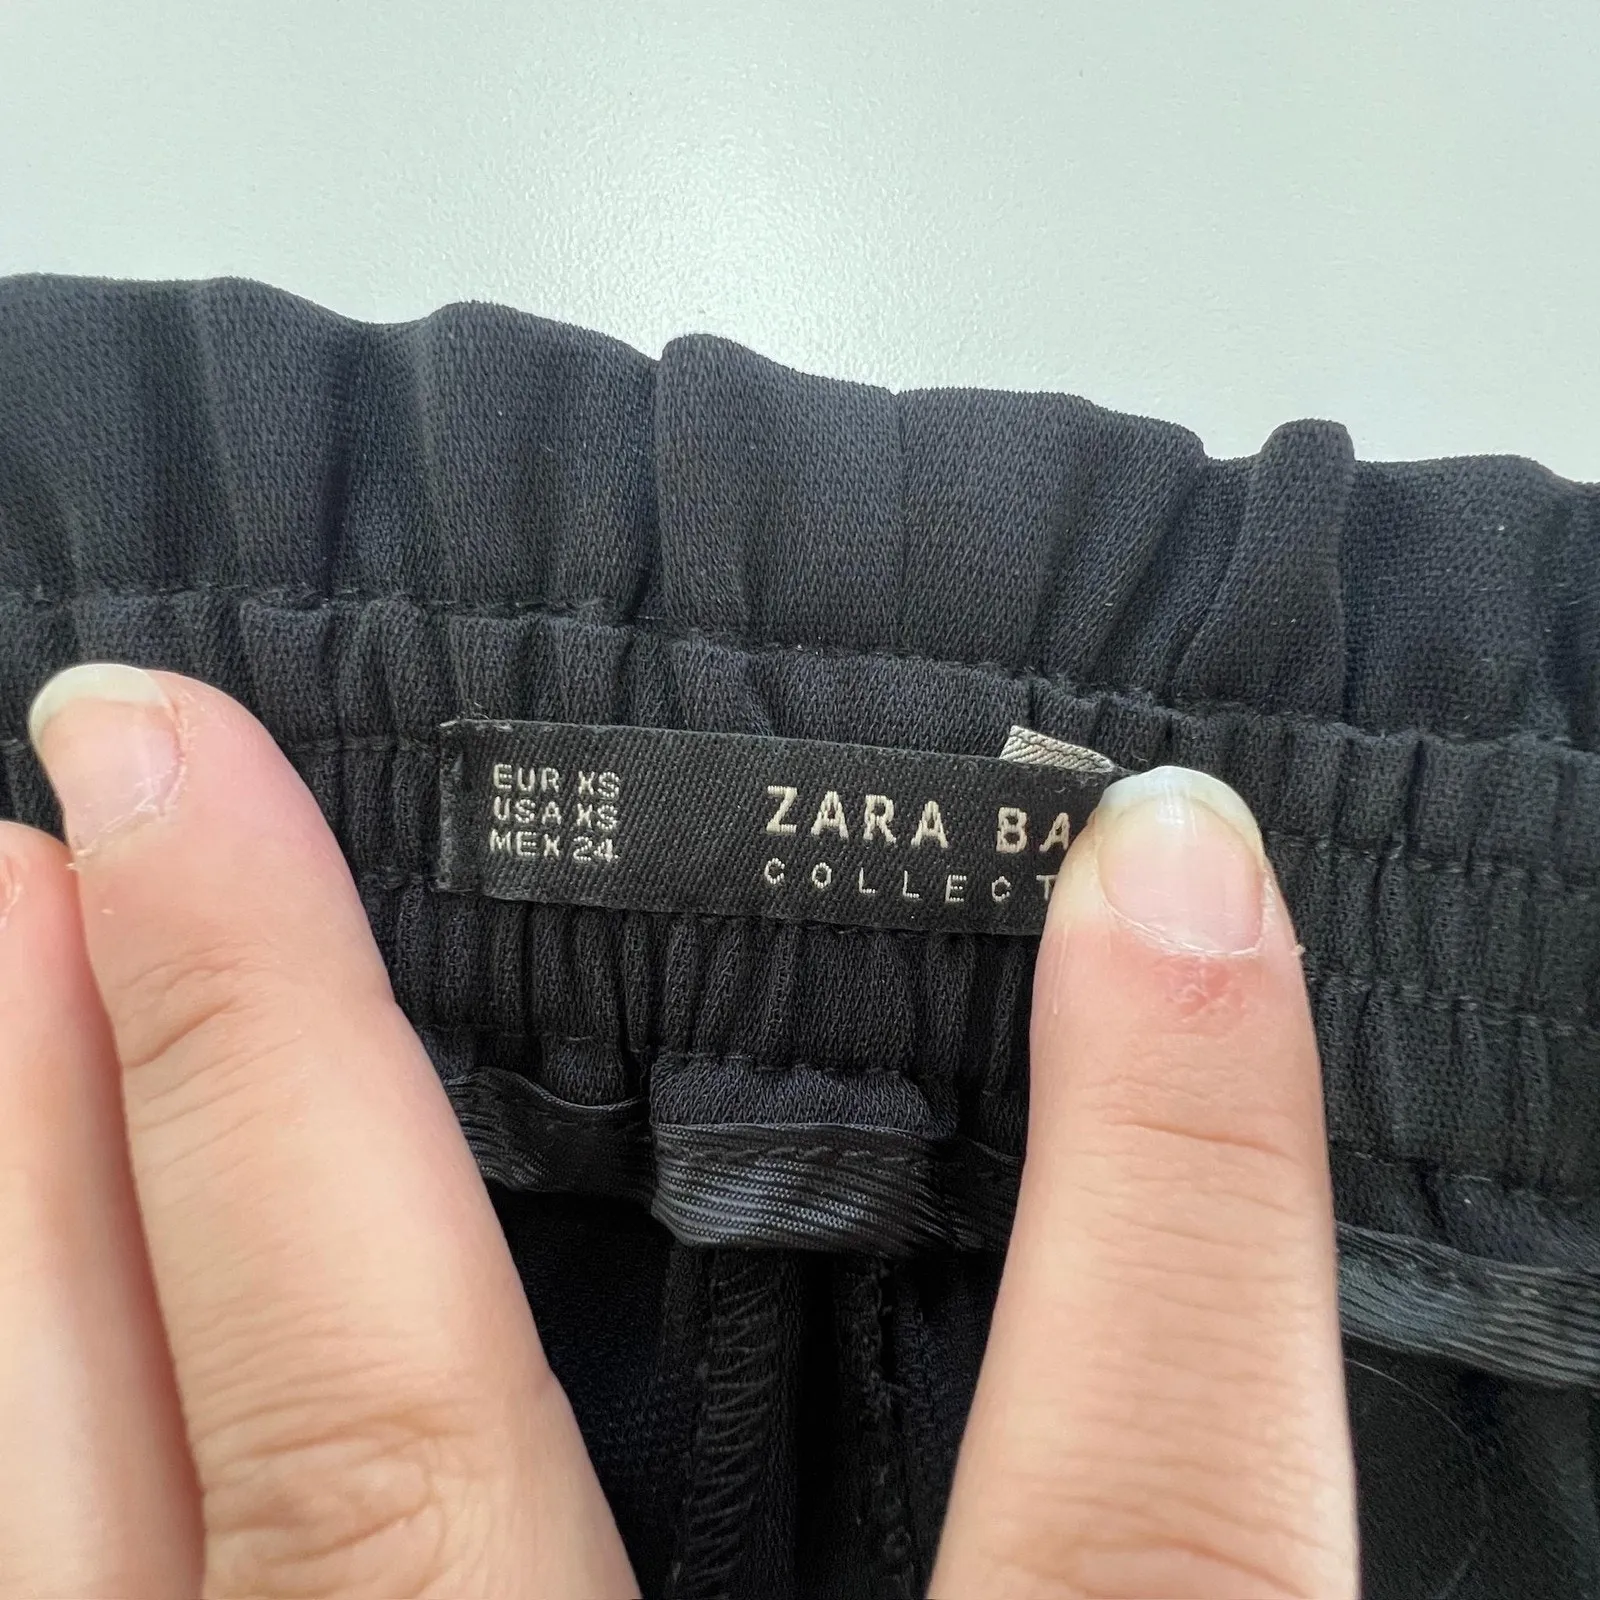 EUR XS
USA XS
MEX 24
ZARA BA
COLLECT